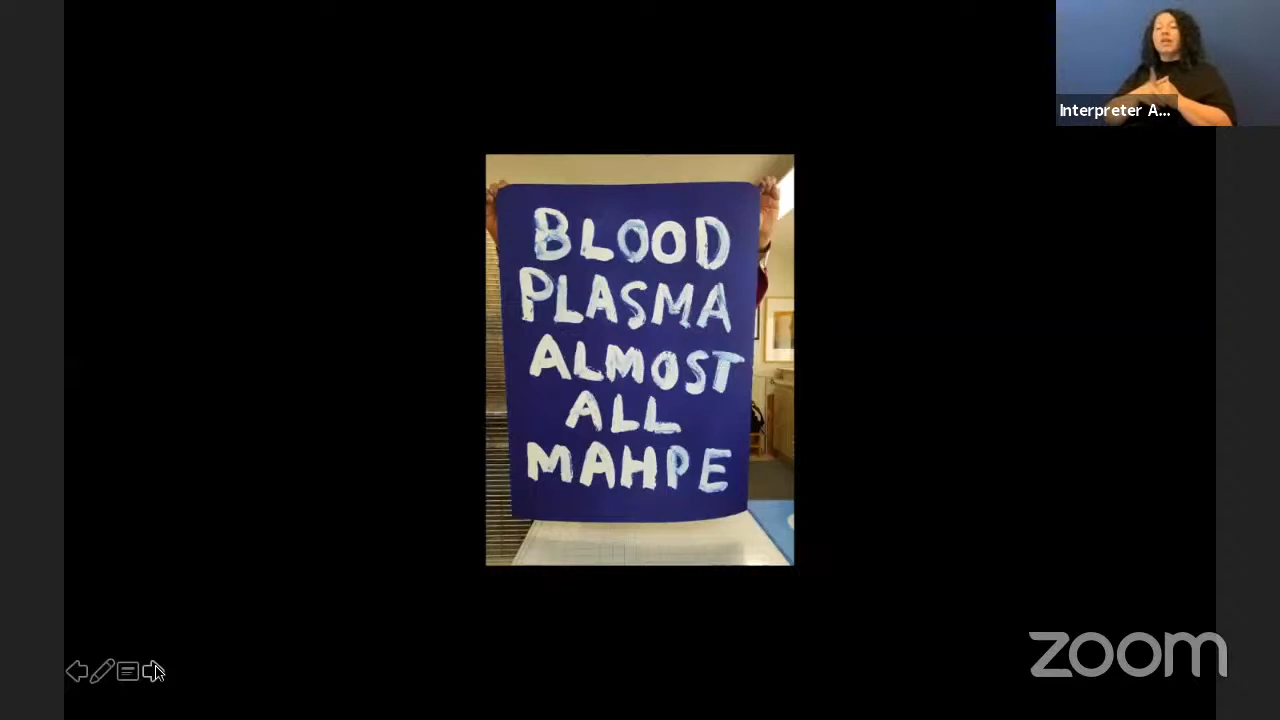 Interpreter A...
BLOOD
PLASMA
ALMOST
ALL
MAHPE
zoom